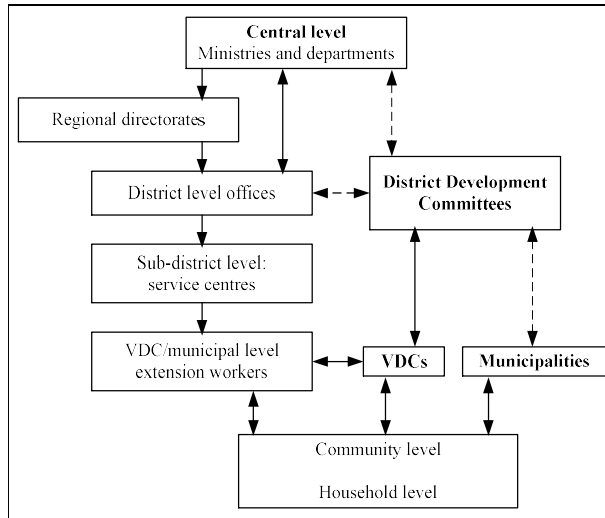 Central level
Ministries and departments
Regional directorates
District level offices
District Development
Committees
Sub-district level:
service centres
VDC/municipal level
extension workers
VDCs
Municipalities
Community level
Household level